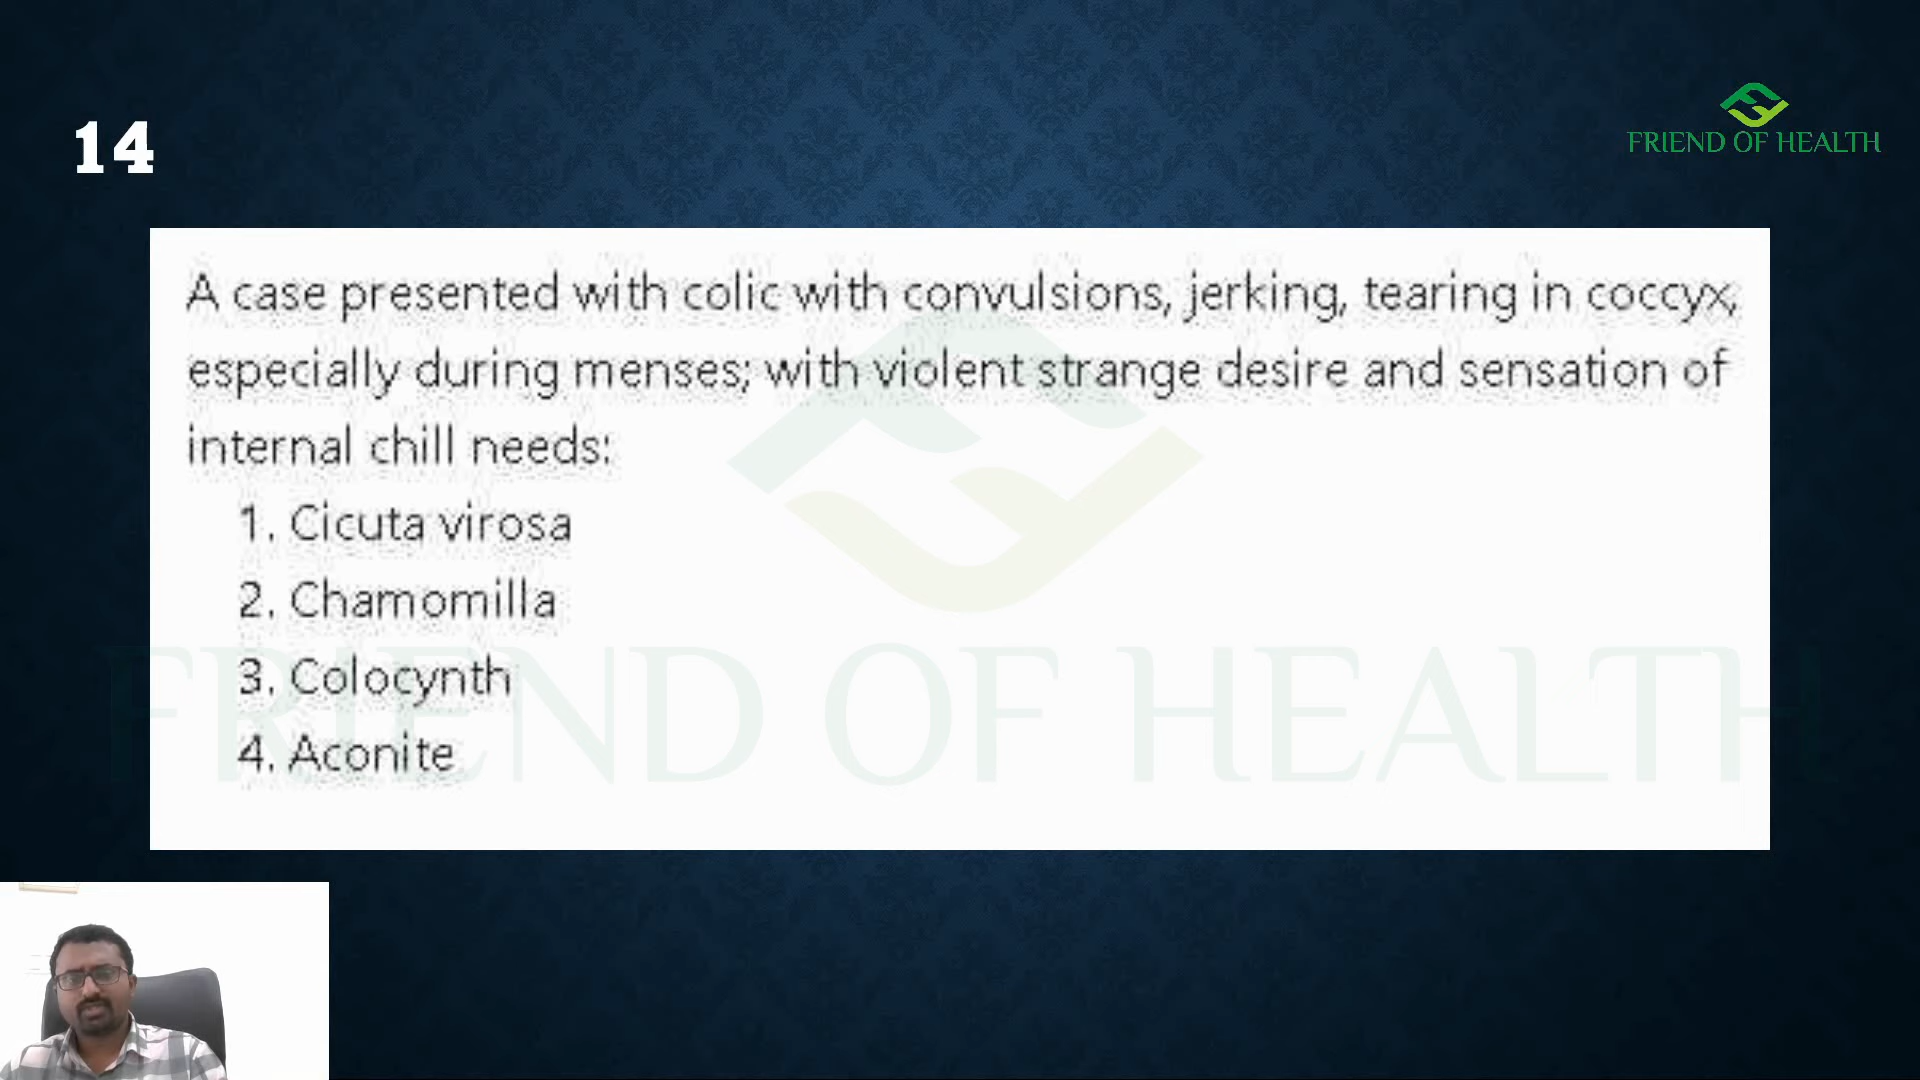 14
FRIEND OF HEALTH
A case presented with colic with convulsions, jerking, tearing in coccyx,
especially during menses; with violent strange desire and sensation of
internal chill needs:
1. Cicuta virosa
2. Chamomilla
3. Colocynth
4. Aconite
FRIEND OF HEALTH